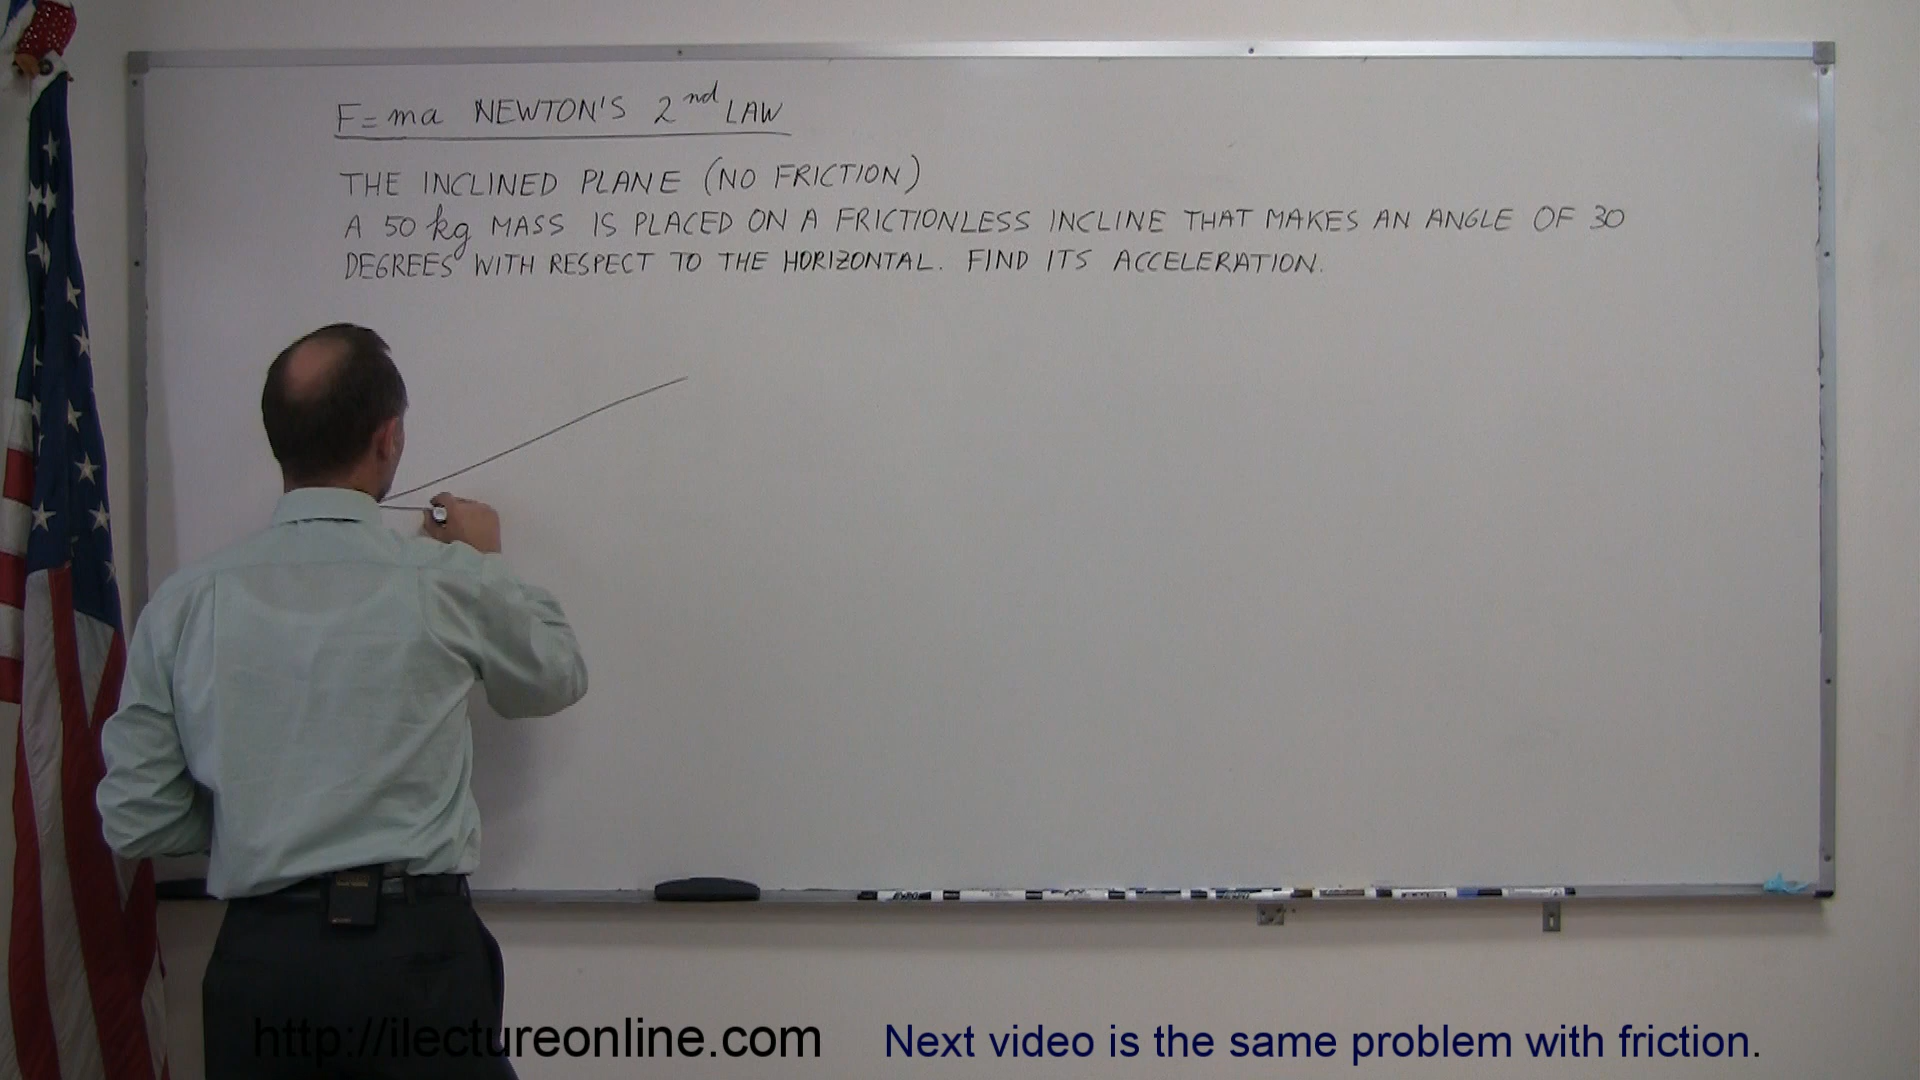 F=ma NEWTON'S 2nd LAW
THE INCLINED PLANE (NO FRICTION)
A 50 kg MASS IS PLACED ON A FRICTIONLESS INCLINE THAT MAKES AN ANGLE OF 30
DEGREES WITH RESPECT TO THE HORIZONTAL. FIND ITS ACCELERATION.
http://ilectureonline.com Next video is the same problem with friction.